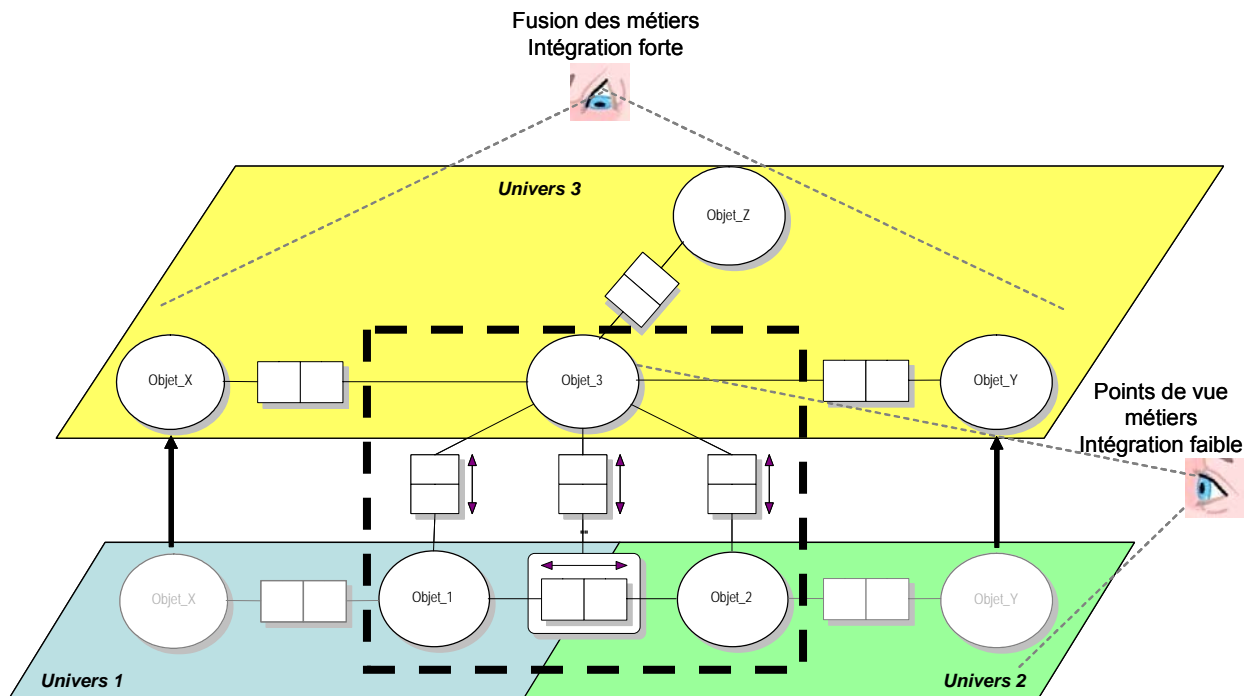 Fusion des métiers
Intégration forte
Univers 3
Objet_Z
Objet_X
Objet_3
Objet_Y
Points de vue
métiers
Intégration faible
Objet_X
Objet_1
Objet_2
Objet_Y
Univers 1
Univers 2